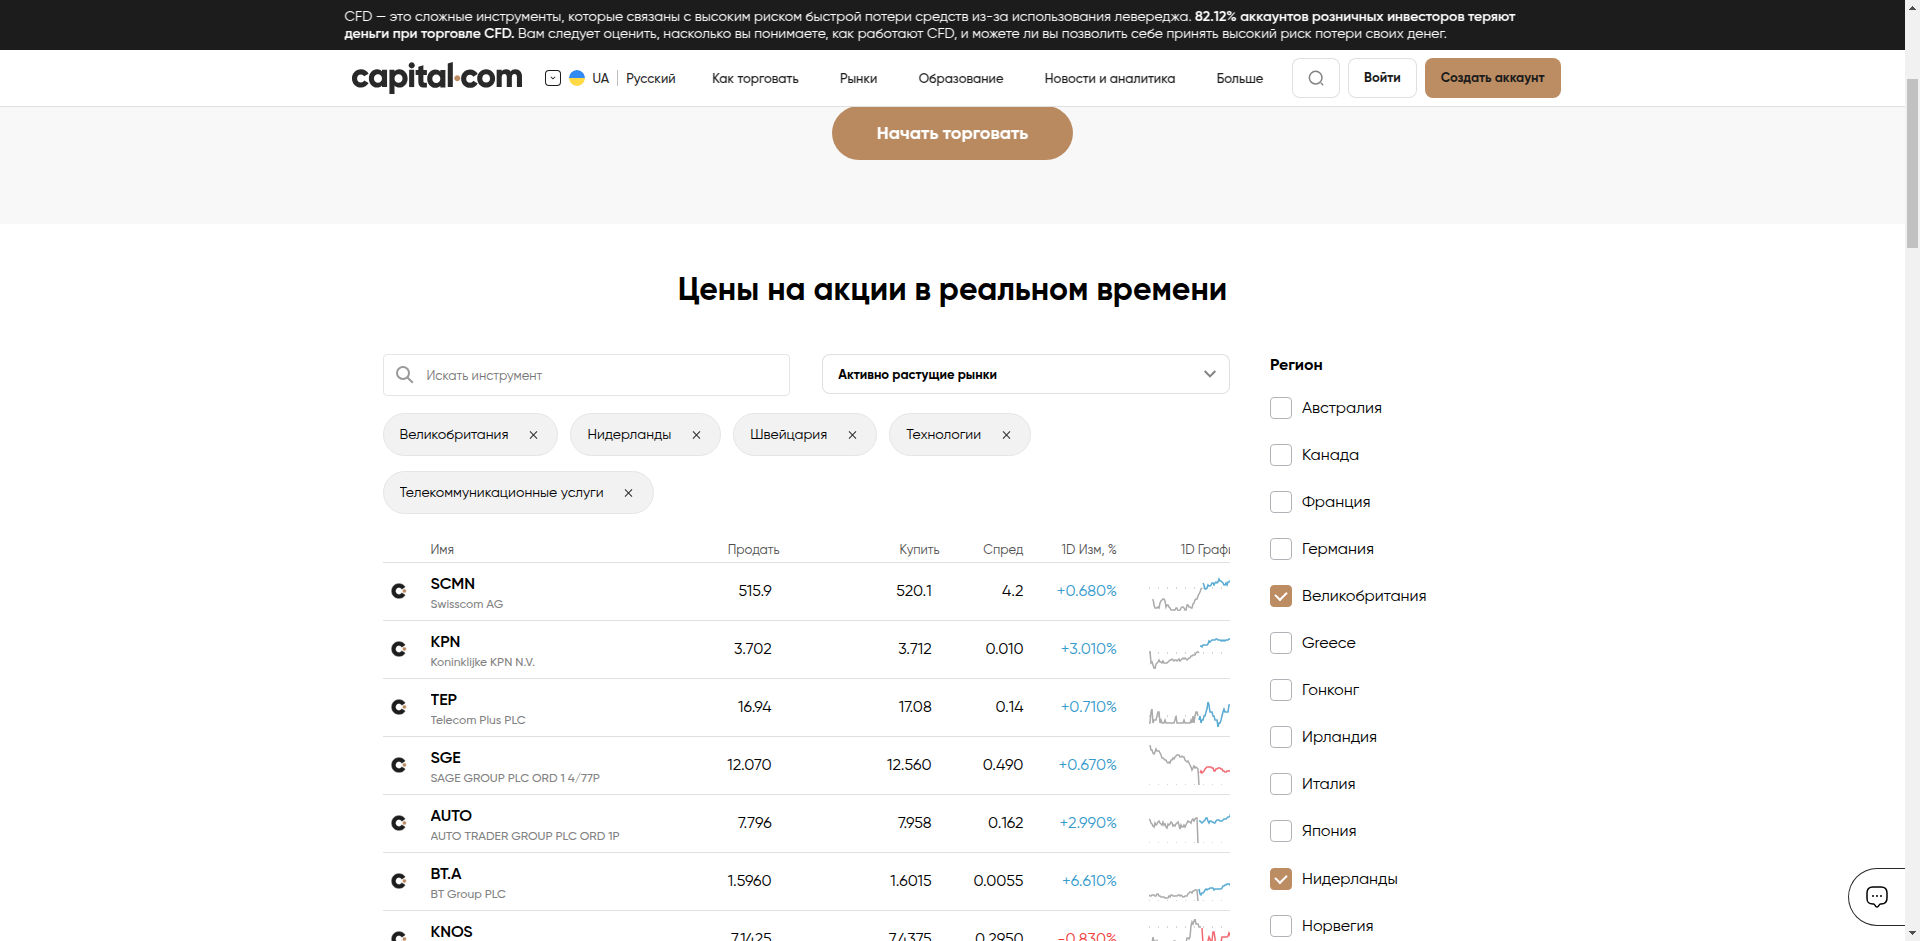 CFD — это сложные инструменты, которые связаны с высоким риском быстрой потери средств из-за использования левереджа. 82.12% аккаунтов розничных инвесторов теряют
деньги при торговле CFD. Вам следует оценить, насколько вы понимаете, как работают CFD, и можете ли вы позволить себе принять высокий риск потери своих денег.
capital.com UA Русский Как торговать Рынки Образование Новости и аналитика Больше Войти Создать аккаунт
Начать торговать
Цены на акции в реальном времени
Искать инструмент Активно растущие рынки
Великобритания Нидерланды Швейцария Технологии
Телекоммуникационные услуги
Имя Продать Купить Спред 1D Изм, %
SCMN 515.9 520.1 4.2 +0.680%
Swisscom AG
KPN 3.702 3.712 0.010 +3.010%
Koninklijke KPN N.V.
TEP 16.94 17.08 0.14 +0.710%
Telecom Plus PLC
SGE 12.070 12.560 0.490 +0.670%
SAGE GROUP PLC ORD 1 4/77P
AUTO 7.796 7.958 0.162 +2.990%
AUTO TRADER GROUP PLC ORD 1P
BT.A 1.5960 1.6015 0.0055 +6.610%
BT Group PLC
KNOS 7.1425 7.4375 0.2950 -0.830%
Регион
Австралия
Канада
Франция
Германия
Великобритания
Greece
Гонконг
Ирландия
Италия
Япония
Нидерланды
Норвегия